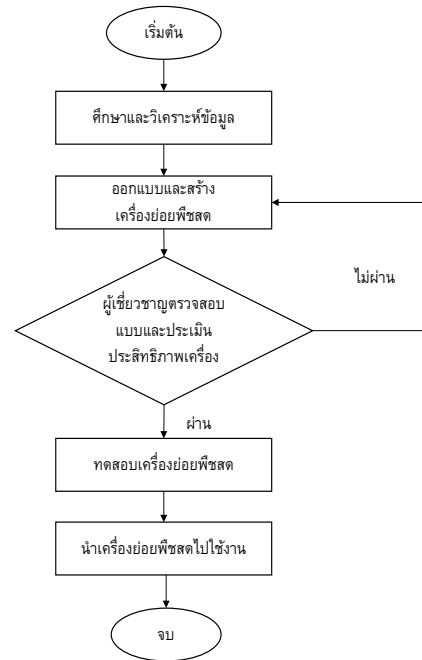 เริ่มต้น
ศึกษาและวิเคราะห์ข้อมูล
ออกแบบและสร้าง
เครื่องย่อยพืชสด
ไม่ผ่าน
ผู้เชี่ยวชาญตรวจสอบ
แบบและประเมิน
ประสิทธิภาพเครื่อง
ผ่าน
ทดสอบเครื่องย่อยพืชสด
นำเครื่องย่อยพืชสดไปใช้งาน
จบ